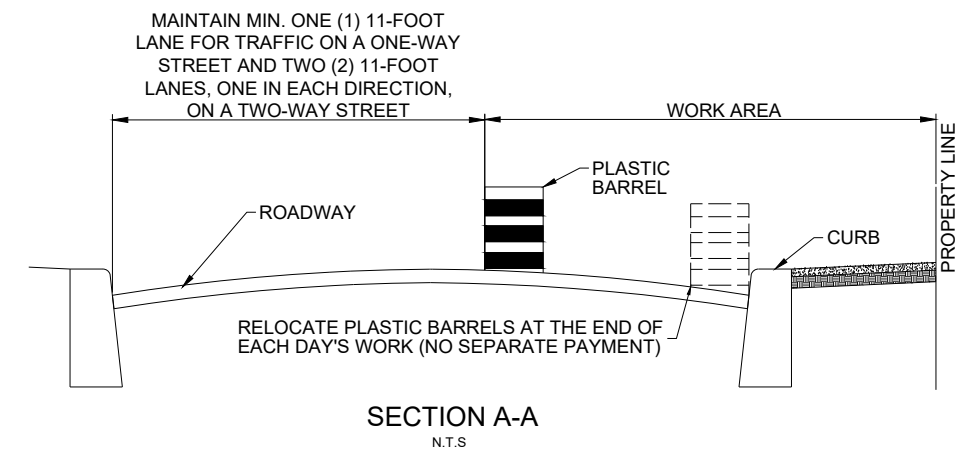 MAINTAIN MIN. ONE (1) 11-FOOT
LANE FOR TRAFFIC ON A ONE-WAY
STREET AND TWO (2) 11-FOOT
LANES, ONE IN EACH DIRECTION,
ON A TWO-WAY STREET
WORK AREA
PROPERTY LINE
PLASTIC
BARREL
ROADWAY
CURB
RELOCATE PLASTIC BARRELS AT THE END OF
EACH DAY'S WORK (NO SEPARATE PAYMENT)
SECTION A-A
N.T.S